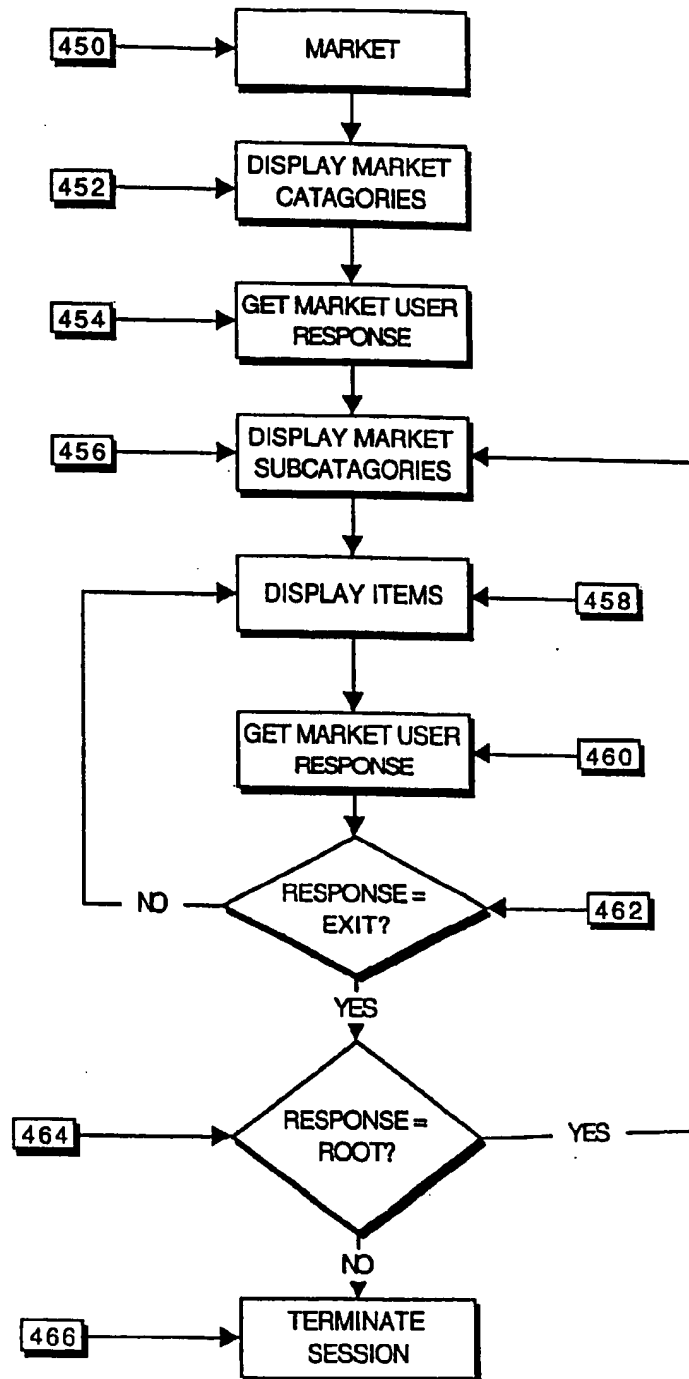 450
MARKET
452
DISPLAY MARKET
CATAGORIES
454
GET MARKET USER
RESPONSE
456
DISPLAY MARKET
SUBCATAGORIES
DISPLAY ITEMS
458
GET MARKET USER
RESPONSE
460
NO
RESPONSE =
EXIT?
462
YES
464
RESPONSE =
ROOT?
YES
NO
466
TERMINATE
SESSION